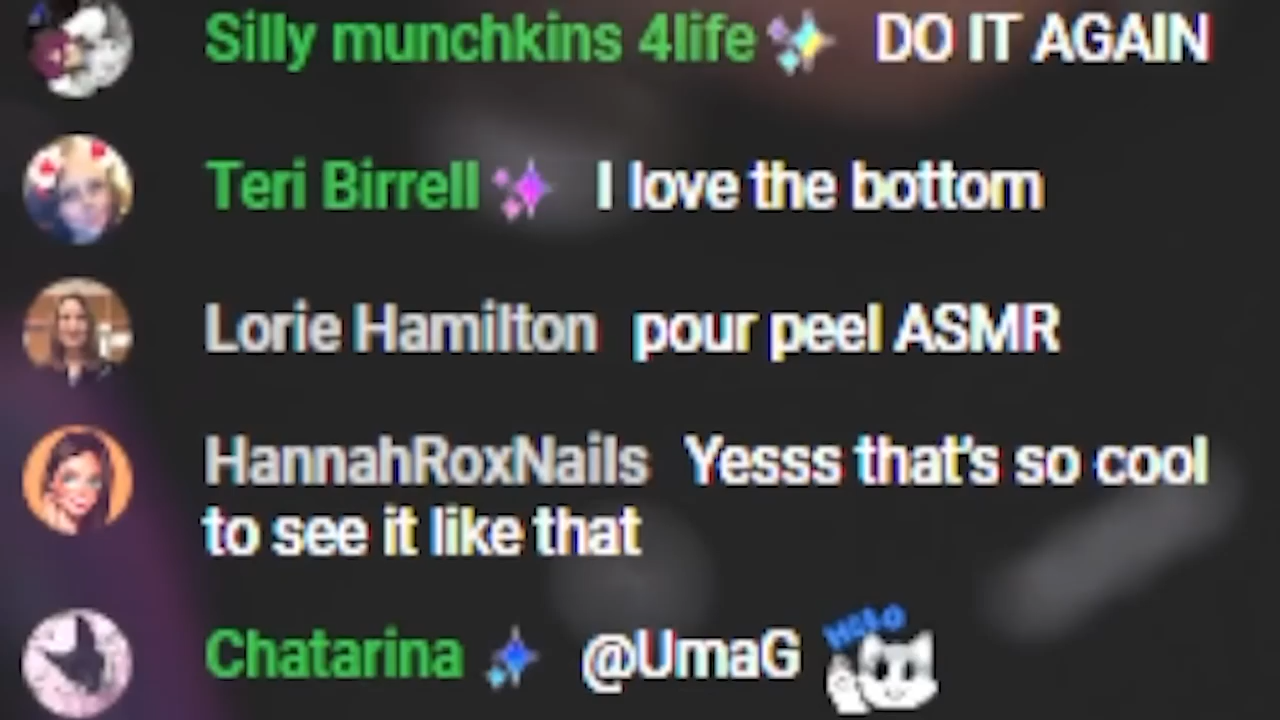 Silly munchkins 4life DO IT AGAIN
Teri Birrell I love the bottom
Lorie Hamilton pour peel ASMR
HannahRoxNails Yesss that's so cool
to see it like that
Chatarina @UmaG Hello